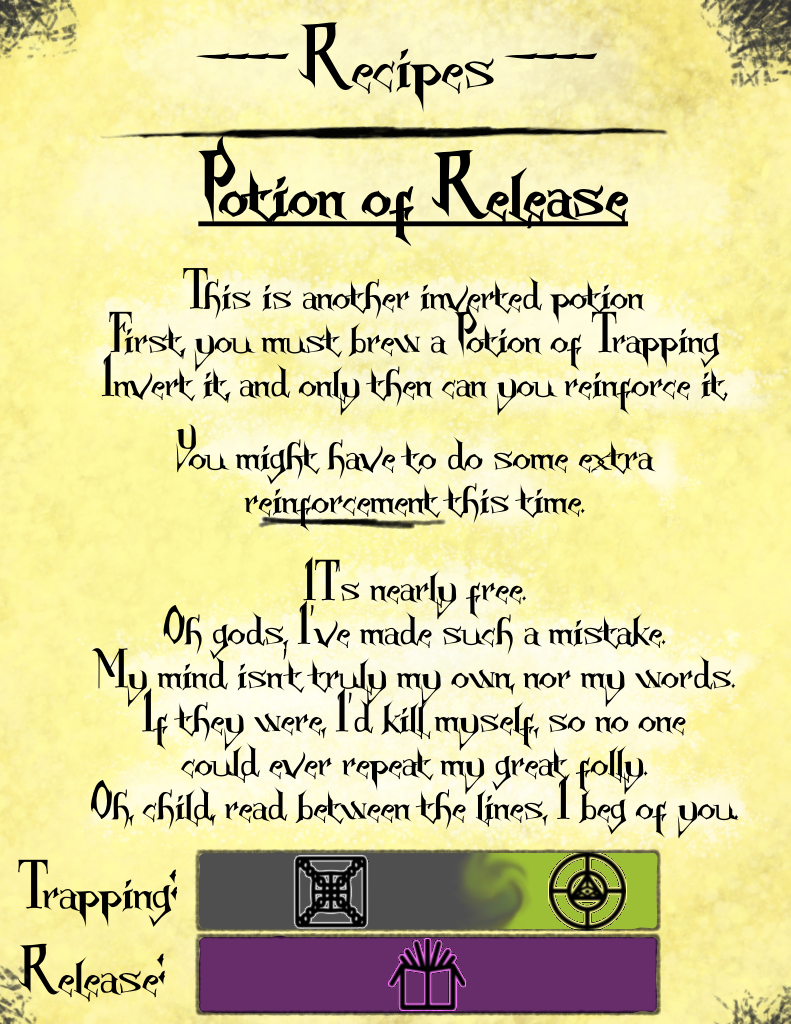 ---- Recipes ----
Potion of Release
This is another inverted potion
First, you must brew a Potion of Trapping
Invert it, and only then can you reinforce it,
You might have to do some extra
reinforcement this time.
IT's nearly free.
Oh gods, I've made such a mistake.
My mind isn't truly my own, nor my words.
If they were, I'd kill myself, so no one
could ever repeat my great folly.
Oh, child, read between the lines, I beg of you.
Trapping:
Release: